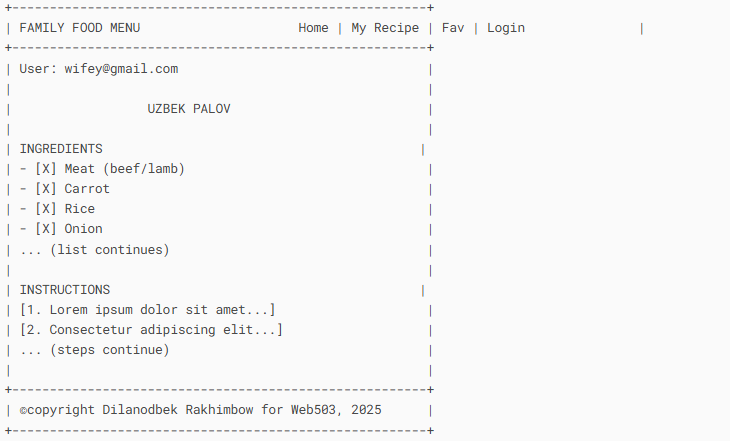 +-------------------------------------------------------+
| FAMILY FOOD MENU                     Home | My Recipe | Fav | Login               |
+-------------------------------------------------------+
| User: wifey@gmail.com                                 |
|                                                       |
|                  UZBEK PALOV                          |
|                                                       |
| INGREDIENTS                                          |
| - [X] Meat (beef/lamb)                                |
| - [X] Carrot                                          |
| - [X] Rice                                            |
| - [X] Onion                                           |
| ... (list continues)                                  |
|                                                       |
| INSTRUCTIONS                                         |
| [1. Lorem ipsum dolor sit amet...]                    |
| [2. Consectetur adipiscing elit...]                   |
| ... (steps continue)                                  |
|                                                       |
+-------------------------------------------------------+
| ©copyright Dilanodbek Rakhimbow for Web503, 2025      |
+-------------------------------------------------------+